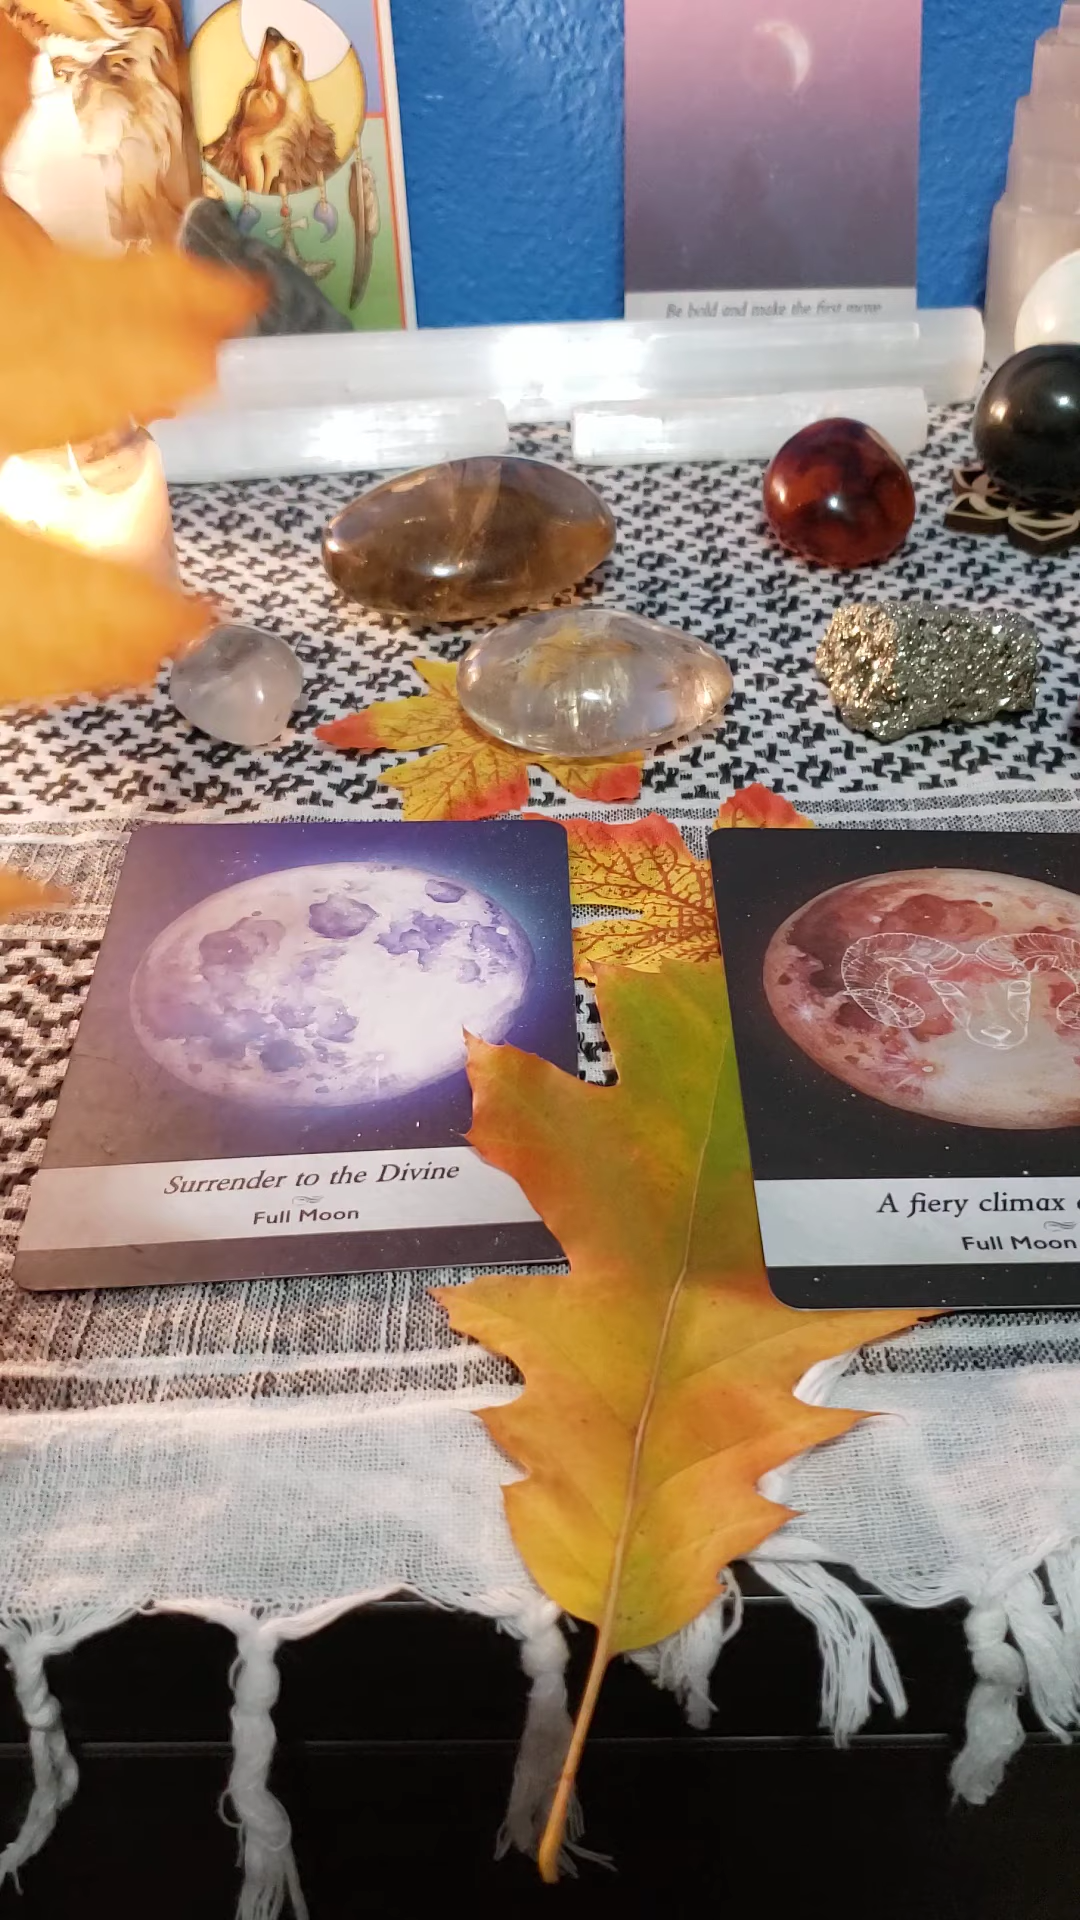 Be bold and make the first move
Surrender to the Divine
Full Moon
A fiery climax
Full Moon